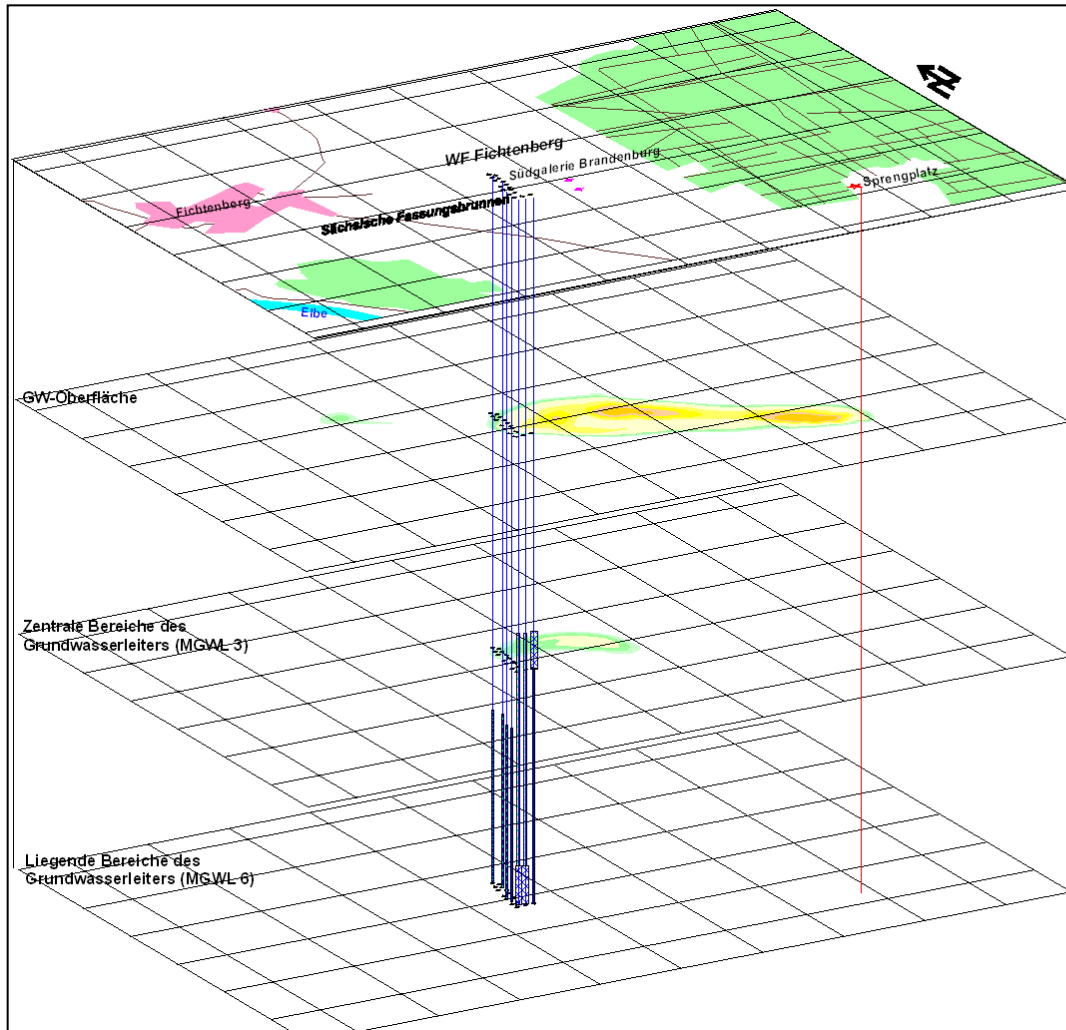 N
WF Fichtenberg
Südgalerie Brandenburg
Sprengplatz
Fichtenberg
Sächsische Fassungsbrunnen
Elbe
GW-Oberfläche
Zentrale Bereiche des
Grundwasserleiters (MGWL 3)
Liegende Bereiche des
Grundwasserleiters (MGWL 6)